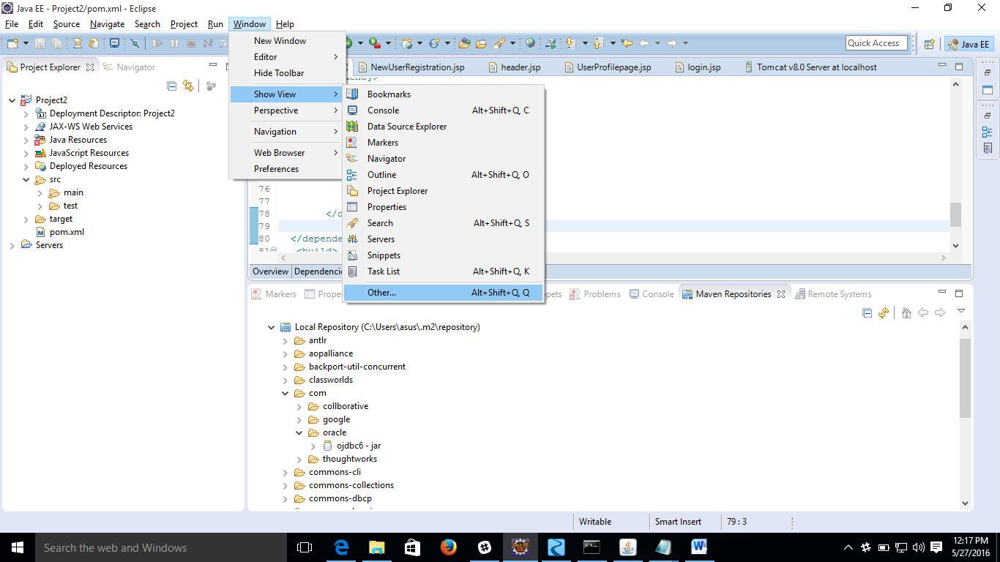 Java EE - Project2/pom.xml - Eclipse
File Edit Source Navigate Search Project Run Window Help
Quick Access
Java EE
New Window
Editor
Hide Toolbar
Show View
Perspective
Navigation
Web Browser
Preferences
Bookmarks
Console Alt+Shift+Q, C
Data Source Explorer
Markers
Navigator
Outline Alt+Shift+Q, O
Project Explorer
Properties
Search Alt+Shift+Q, S
Servers
Snippets
Task List Alt+Shift+Q, K
Other... Alt+Shift+Q, Q
Project Explorer Navigator
Project2
Deployment Descriptor: Project2
JAX-WS Web Services
Java Resources
JavaScript Resources
Deployed Resources
src
main
test
target
pom.xml
Servers
NewUserRegistration.jsp header.jsp UserProfilepage.jsp login.jsp Tomcat v8.0 Server at localhost
76
77
78 </d
79
80 </depende
81 <build>
Overview Dependencie
Markers Proper pets Problems Console Maven Repositories Remote Systems
Local Repository (C:\Users\asus\.m2\repository)
antlr
aopalliance
backport-util-concurrent
classworlds
com
collborative
google
oracle
ojdbc6 - jar
thoughtworks
commons-cli
commons-collections
commons-dbcp
Writable Smart Insert 79 : 3
Search the web and Windows
12:17 PM
5/27/2016